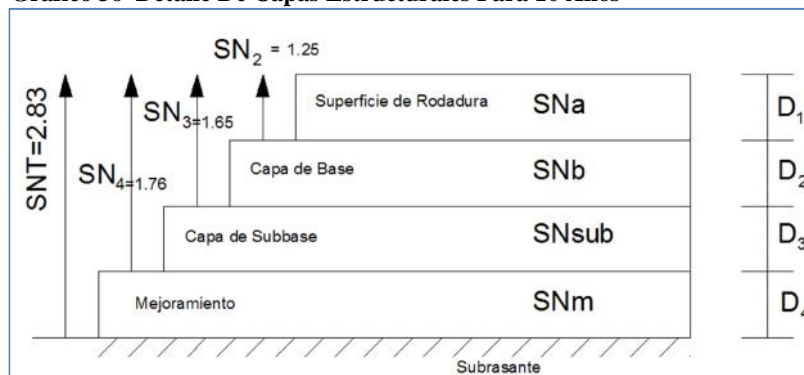 Gráfico 30 Detalle De Capas Estructurales Para 10 Años
SN2 = 1.25
SN3=1.65
SN4=1.76
SNT=2.83
Superficie de Rodadura SNa D1
Capa de Base SNb D2
Capa de Subbase SNsub D3
Mejoramiento SNm D4
Subrasante